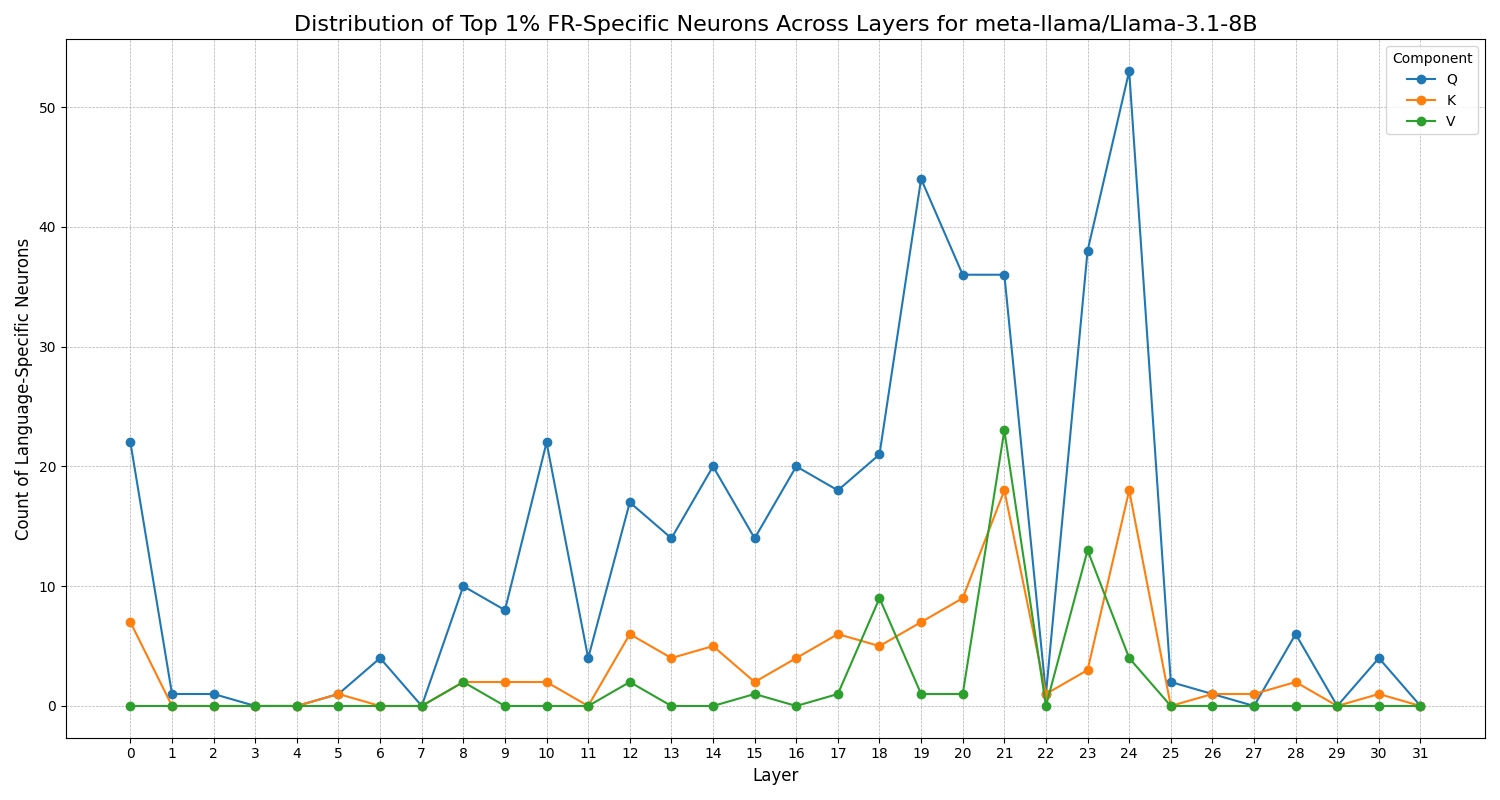 Distribution of Top 1% FR-Specific Neurons Across Layers for meta-llama/Llama-3.1-8B
Component
Q
K
V
Count of Language-Specific Neurons
50
40
30
20
10
0
0 1 2 3 4 5 6 7 8 9 10 11 12 13 14 15 16 17 18 19 20 21 22 23 24 25 26 27 28 29 30 31
Layer